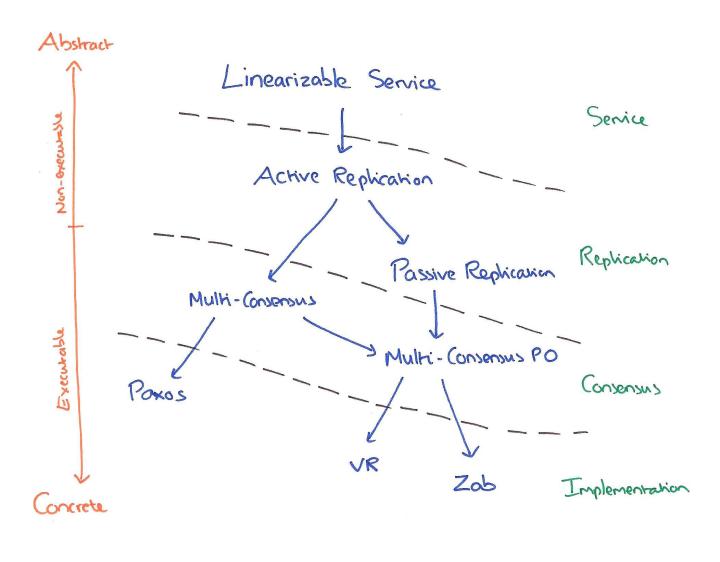 Abstract
Linearizable Service
Service
Non-executable
Active Replication
Replication
Passive Replication
Multi-Consensus
Executable
Multi-Consensus PO
Consensus
Paxos
VR
Zab
Implementation
Concrete